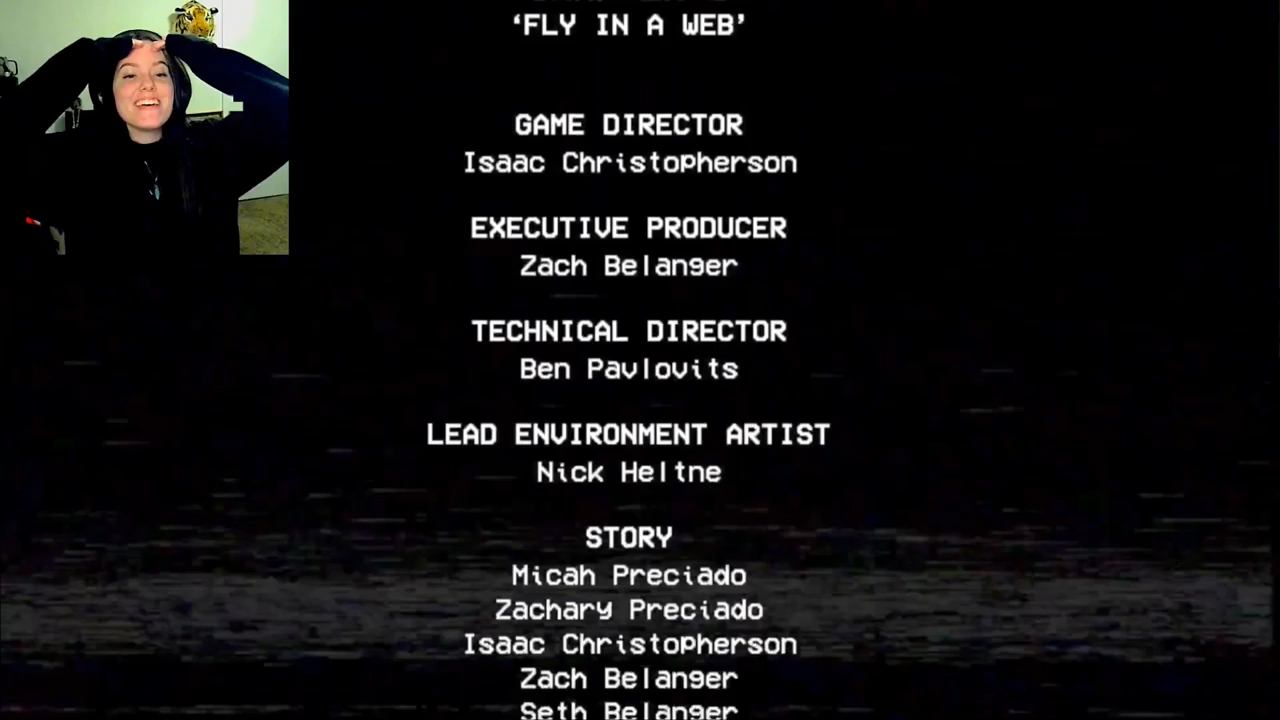 ‘FLY IN A WEB’
GAME DIRECTOR
Isaac Christopherson
EXECUTIVE PRODUCER
Zach Belanger
TECHNICAL DIRECTOR
Ben Pavlovits
LEAD ENVIRONMENT ARTIST
Nick Heltne
STORY
Micah Preciado
Zachary Preciado
Isaac Christopherson
Zach Belanger
Seth Belanger